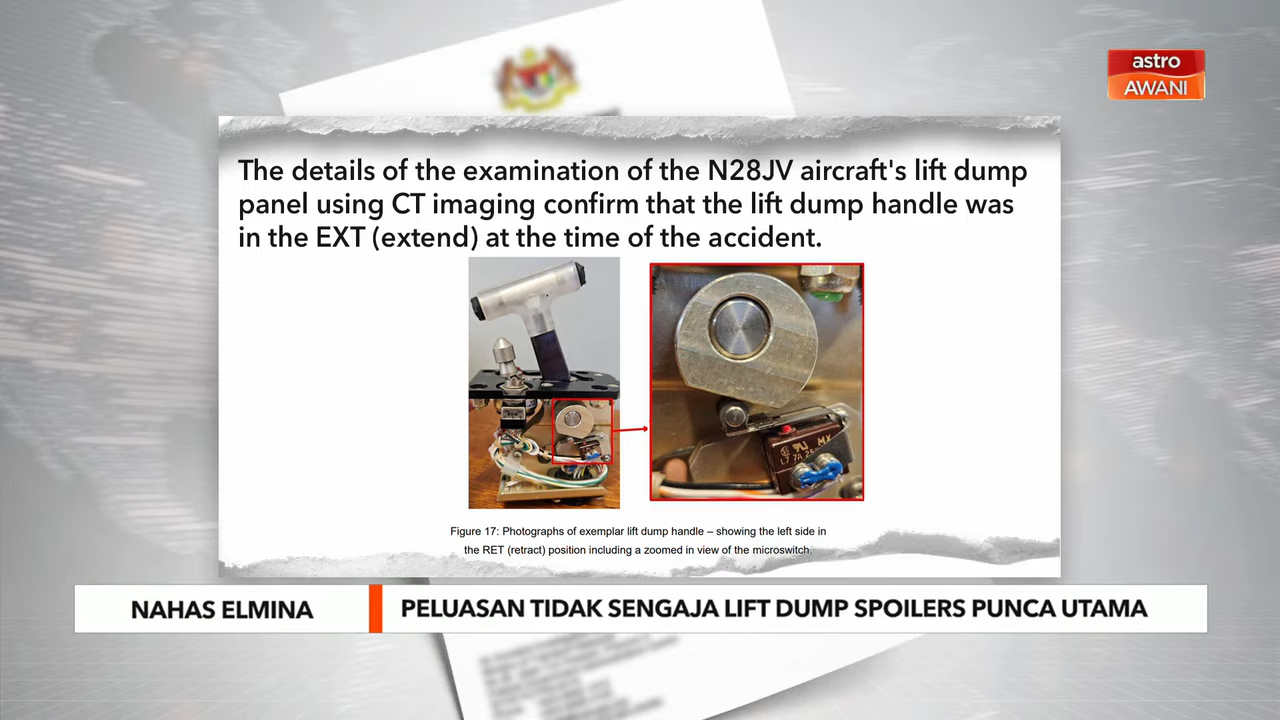 astro
AWANI
The details of the examination of the N28JV aircraft's lift dump
panel using CT imaging confirm that the lift dump handle was
in the EXT (extend) at the time of the accident.
L7 7A
MX
Figure 17: Photographs of exemplar lift dump handle – showing the left side in
the RET (retract) position including a zoomed in view of the microswitch.
NAHAS ELMINA
PELUASAN TIDAK SENGAJA LIFT DUMP SPOILERS PUNCA UTAMA